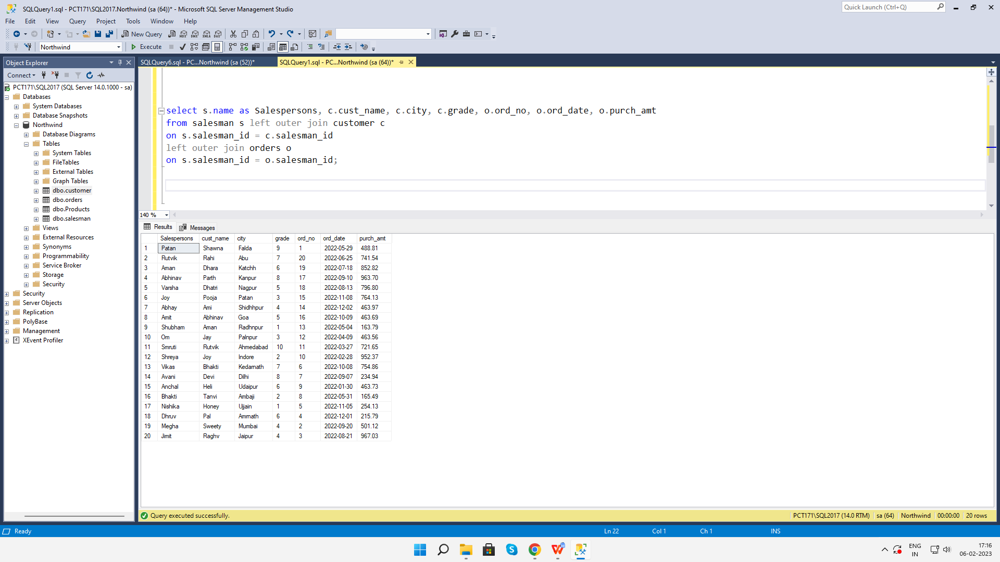 SQLQuery1.sql - PCT171\SQL2017.Northwind (sa (64))* - Microsoft SQL Server Management Studio
Quick Launch (Ctrl+Q)
File Edit View Query Project Tools Window Help
New Query
Northwind
Execute
Object Explorer
SQLQuery6.sql - PC...Northwind (sa (52))*
SQLQuery1.sql - PC...Northwind (sa (64))*
Connect
PCT171\SQL2017 (SQL Server 14.0.1000 - sa)
Databases
System Databases
Database Snapshots
Northwind
Database Diagrams
Tables
System Tables
FileTables
External Tables
Graph Tables
dbo.customer
dbo.orders
dbo.Products
dbo.salesman
Views
External Resources
Synonyms
Programmability
Service Broker
Storage
Security
Security
Server Objects
Replication
PolyBase
Management
XEvent Profiler
select s.name as Salespersons, c.cust_name, c.city, c.grade, o.ord_no, o.ord_date, o.purch_amt
from salesman s left outer join customer c
on s.salesman_id = c.salesman_id
left outer join orders o
on s.salesman_id = o.salesman_id;
140 %
Results Messages
Salespersons cust_name city grade ord_no ord_date purch_amt
1 Patan Shawna Falda 9 1 2022-05-29 488.81
2 Rutvik Rahi Abu 7 20 2022-06-25 741.54
3 Aman Dhara Katchh 6 19 2022-07-18 852.82
4 Abhinav Parth Kanpur 8 17 2022-09-10 963.70
5 Varsha Dhatri Nagpur 5 18 2022-08-13 796.80
6 Joy Pooja Patan 3 15 2022-11-08 764.13
7 Abhay Ami Shidhhpur 4 14 2022-12-02 463.97
8 Amit Abhinav Goa 5 16 2022-10-09 463.69
9 Shubham Aman Radhnpur 1 13 2022-05-04 163.79
10 Om Jay Palnpur 3 12 2022-04-09 463.56
11 Smruti Rutvik Ahmedabad 10 11 2022-03-27 721.65
12 Shreya Joy Indore 2 10 2022-02-28 952.37
13 Vikas Bhakti Kedarnath 7 6 2022-10-08 754.86
14 Avani Devi Dilhi 8 7 2022-09-07 234.94
15 Anchal Heli Udaipur 6 9 2022-01-30 463.73
16 Bhakti Tanvi Ambaji 2 8 2022-05-31 165.49
17 Nishika Honey Ujjain 1 5 2022-11-05 254.13
18 Dhruv Pal Amrnath 6 4 2022-12-01 215.79
19 Megha Sweety Mumbai 4 2 2022-09-20 501.12
20 Jimit Raghv Jaipur 4 3 2022-08-21 967.03
Query executed successfully.
PCT171\SQL2017 (14.0 RTM) sa (64) Northwind 00:00:00 20 rows
Ready
Ln 22 Col 1 Ch 1 INS
ENG
IN
17:16
06-02-2023